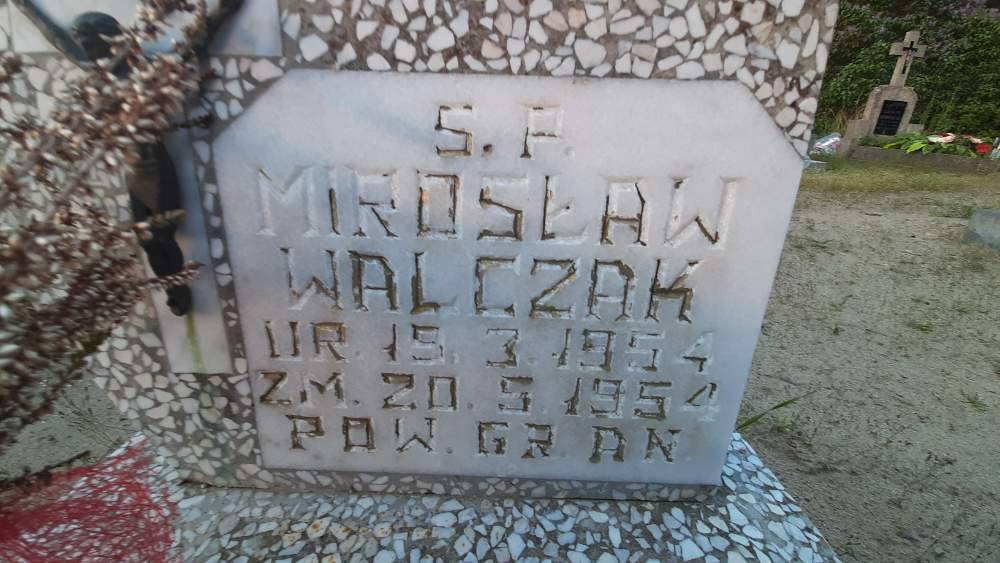 S. P.
MIROSŁAW
WALCZAK
UR. 19. 3. 1954
ZM. 20. 5. 1954
POW. GR. AN.